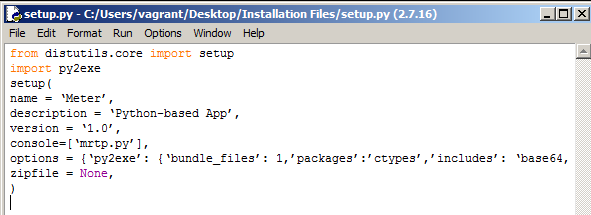 setup.py - C:/Users/vagrant/Desktop/Installation Files/setup.py (2.7.16)
File Edit Format Run Options Window Help
from distutils.core import setup
import py2exe
setup(
name = ‘Meter’,
description = ‘Python-based App’,
version = ‘1.0’,
console=[‘mrtp.py’],
options = {‘py2exe’: {‘bundle_files’: 1,’packages’:’ctypes’,’includes’: ‘base64,
zipfile = None,
)